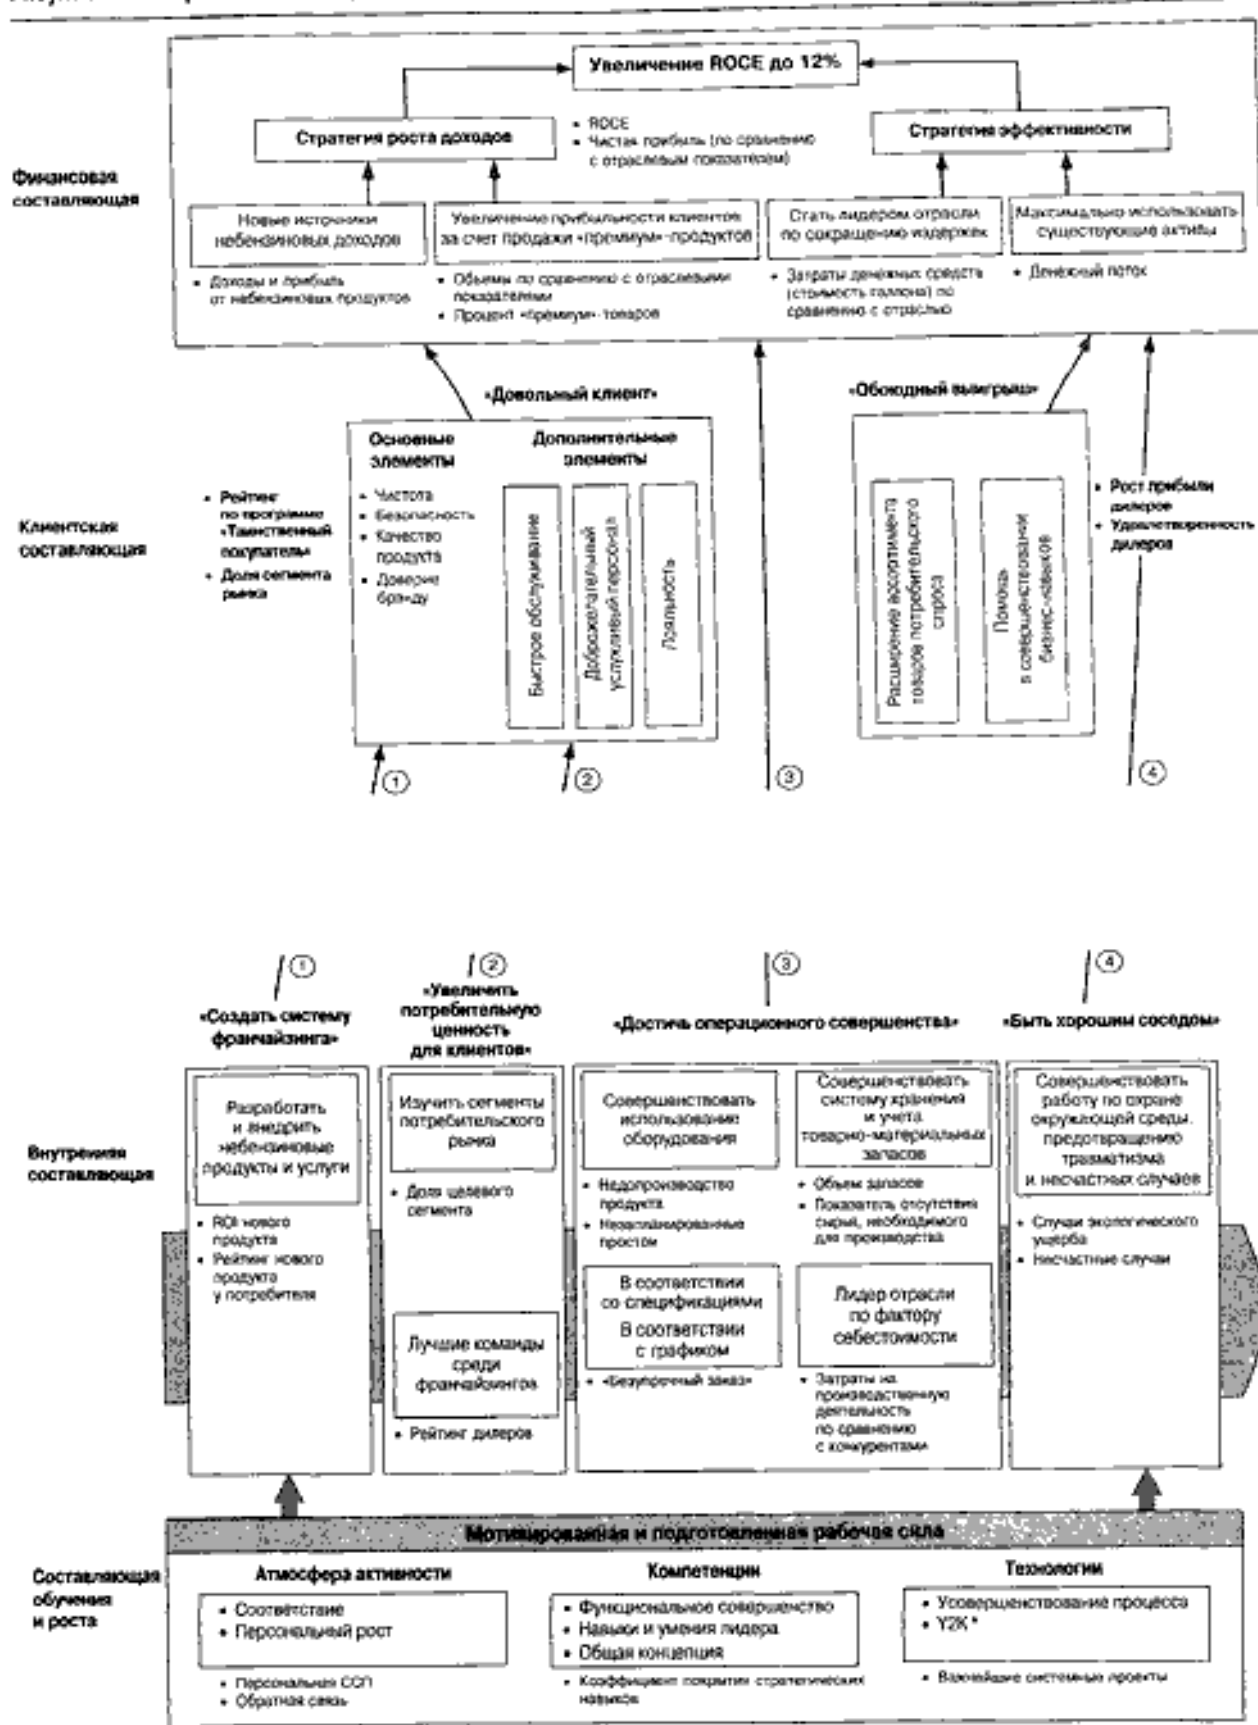 Увеличение ROCE до 12%
Стратегия роста доходов
• ROCE
• Чистая прибыль (по сравнению
с отраслевым показателем)
Стратегия эффективности
Финансовая
составляющая
Новые источники
небензиновых доходов
Увеличение прибыльности клиентов
за счет продажи «премиум»-продуктов
Стать лидером отрасли
по сокращению издержек
Максимально использовать
существующие активы
• Доходы и прибыль
от небензиновых продуктов
• Объемы по сравнению с отраслевыми
показателями
• Процент «премиум»-товаров
• Затраты денежных средств
(стоимость галлона) по
сравнению с отраслью
• Денежный поток
«Довольный клиент»
«Обоюдный выигрыш»
Клиентская
составляющая
• Рейтинг
по программе
«Таинственный
покупатель»
• Доля сегмента
рынка
Основные
элементы
• Чистота
• Безопасность
• Качество
продукта
• Доверие
брэнду
Дополнительные
элементы
Быстрое обслуживание
Доброжелательный
услужливый персонал
Лояльность
Расширение ассортимента
товаров потребительского
спроса
Помощь
в совершенствовании
бизнес-навыков
• Рост прибыли
дилеров
• Удовлетворенность
дилеров
1
2
3
4
1
2
3
4
«Создать систему
франчайзинга»
«Увеличить
потребительную
ценность
для клиентов»
«Достичь операционного совершенства»
«Быть хорошим соседом»
Внутренняя
составляющая
Разработать
и внедрить
небензиновые
продукты и услуги
• ROI нового
продукта
• Рейтинг нового
продукта
у потребителя
Изучить сегменты
потребительского
рынка
• Доля целевого
сегмента
Лучшие команды
среди
франчайзингов
• Рейтинг дилеров
Совершенствовать
использование
оборудования
• Недопроизводство
продукта
• Незапланированные
простои
В соответствии
со спецификациями
В соответствии
с графиком
• «Безупречный заказ»
Совершенствовать
систему хранения
и учета
товарно-материальных
запасов
• Объем запасов
• Показатель отсутствия
сырья, необходимого
для производства
Лидер отрасли
по фактору
себестоимости
• Затраты на
производственную
деятельность
по сравнению
с конкурентами
Совершенствовать
работу по охране
окружающей среды,
предотвращению
травматизма
и несчастных случаев
• Случаи экологического
ущерба
• Несчастные случаи
Мотивированная и подготовленная рабочая сила
Составляющая
обучения
и роста
Атмосфера активности
• Соответствие
• Персональный рост
• Персональная ССП
• Обратная связь
Компетенции
• Функциональное совершенство
• Навыки и умения лидера
• Общая концепция
• Коэффициент покрытия стратегических
навыков
Технологии
• Усовершенствование процесса
• Y2K*
• Важнейшие системные проекты